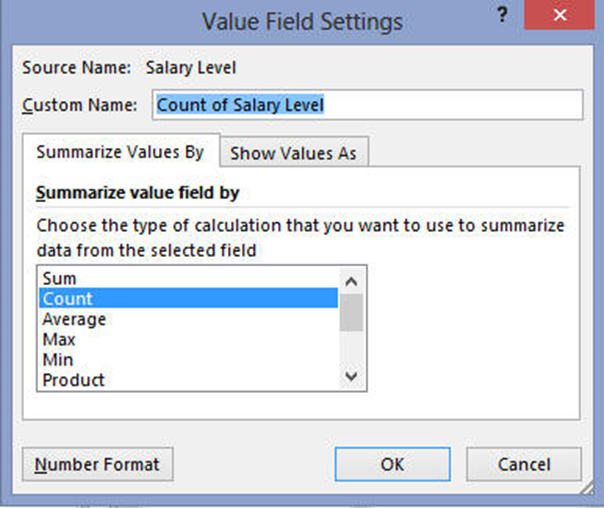 Value Field Settings
?
Source Name: Salary Level
Custom Name: Count of Salary Level
Summarize Values By Show Values As
Summarize value field by
Choose the type of calculation that you want to use to summarize
data from the selected field
Sum
Count
Average
Max
Min
Product
Number Format OK Cancel